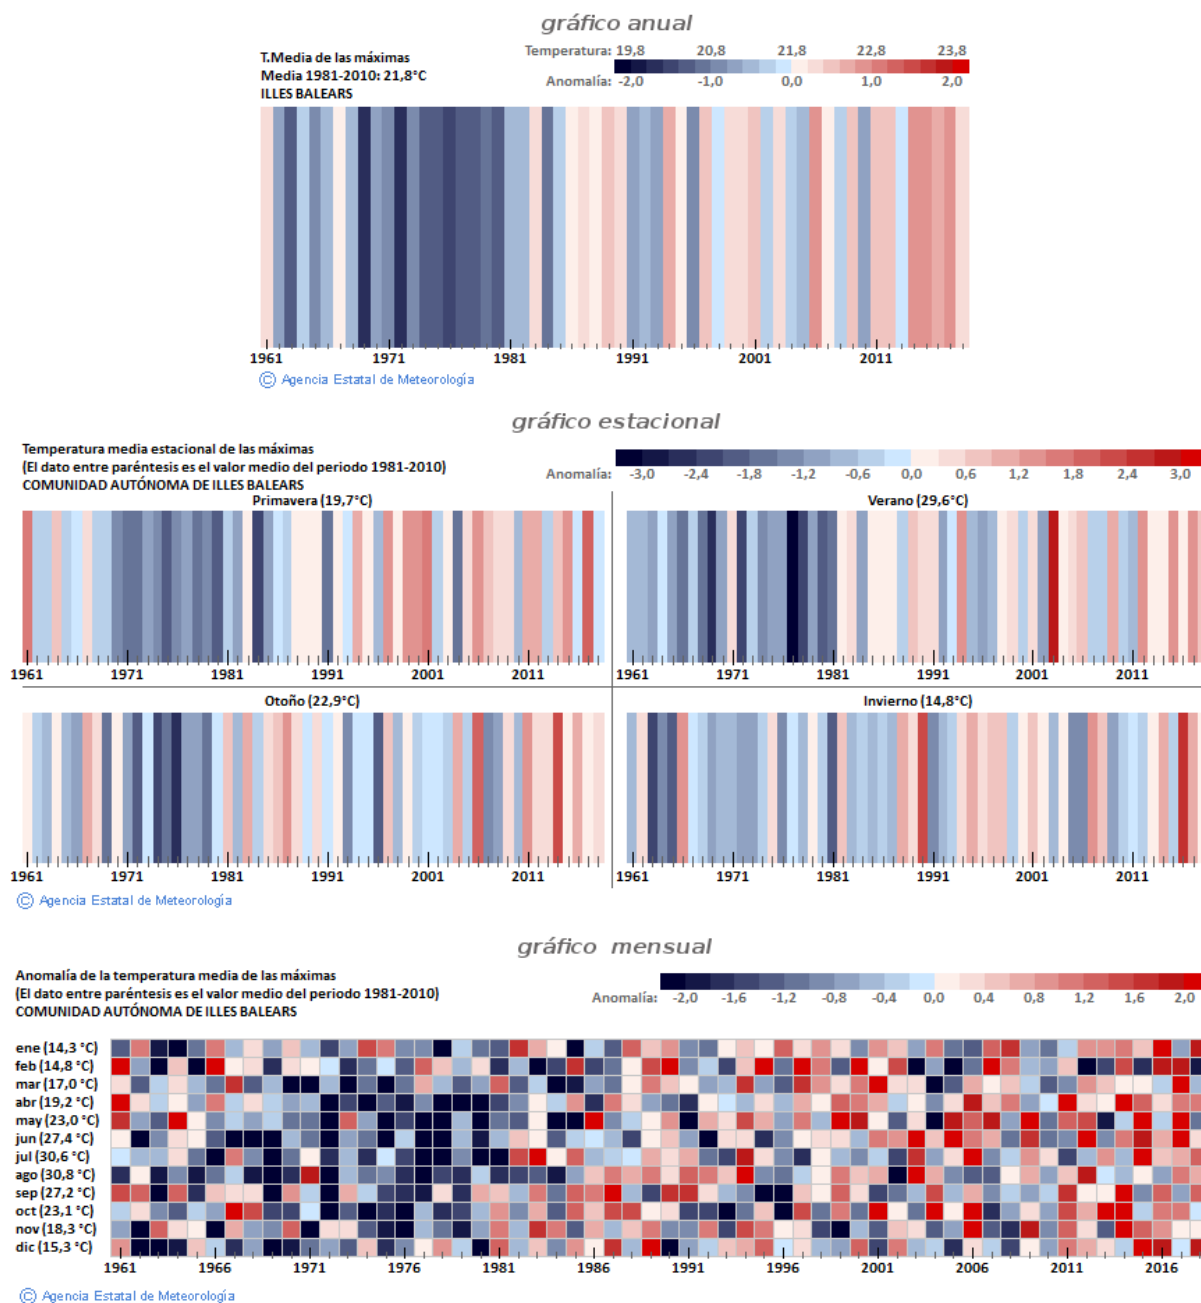 gráfico anual
T.Media de las máximas
Media 1981-2010: 21,8°C
ILLES BALEARS
Temperatura: 19,8 20,8 21,8 22,8 23,8
Anomalía: -2,0 -1,0 0,0 1,0 2,0
1961 1971 1981 1991 2001 2011
© Agencia Estatal de Meteorología
gráfico estacional
Temperatura media estacional de las máximas
(El dato entre paréntesis es el valor medio del periodo 1981-2010)
COMUNIDAD AUTÓNOMA DE ILLES BALEARS
Anomalía: -3,0 -2,4 -1,8 -1,2 -0,6 0,0 0,6 1,2 1,8 2,4 3,0
Primavera (19,7°C)
1961 1971 1981 1991 2001 2011
Verano (29,6°C)
1961 1971 1981 1991 2001 2011
Otoño (22,9°C)
1961 1971 1981 1991 2001 2011
Invierno (14,8°C)
1961 1971 1981 1991 2001 2011
© Agencia Estatal de Meteorología
gráfico mensual
Anomalía de la temperatura media de las máximas
(El dato entre paréntesis es el valor medio del periodo 1981-2010)
COMUNIDAD AUTÓNOMA DE ILLES BALEARS
Anomalía: -2,0 -1,6 -1,2 -0,8 -0,4 0,0 0,4 0,8 1,2 1,6 2,0
ene (14,3 °C)
feb (14,8 °C)
mar (17,0 °C)
abr (19,2 °C)
may (23,0 °C)
jun (27,4 °C)
jul (30,6 °C)
ago (30,8 °C)
sep (27,2 °C)
oct (23,1 °C)
nov (18,3 °C)
dic (15,3 °C)
1961 1966 1971 1976 1981 1986 1991 1996 2001 2006 2011 2016
© Agencia Estatal de Meteorología